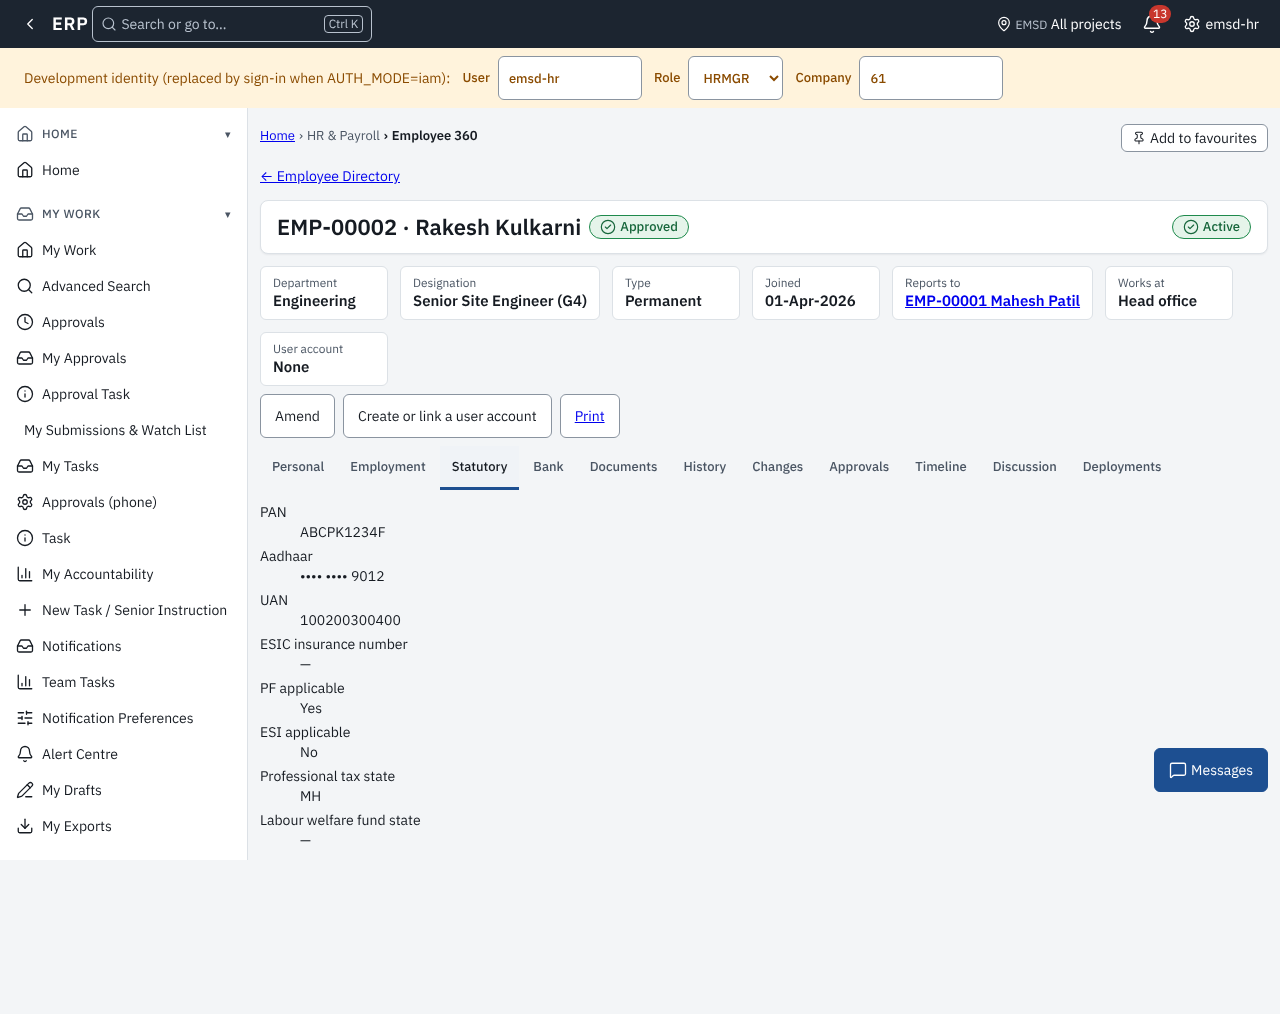 ERP
Search or go to...
Ctrl K
EMSD All projects
13
emsd-hr
Development identity (replaced by sign-in when AUTH_MODE=iam):
User
emsd-hr
Role
HRMGR
Company
61
HOME
Home
MY WORK
My Work
Advanced Search
Approvals
My Approvals
Approval Task
My Submissions & Watch List
My Tasks
Approvals (phone)
Task
My Accountability
New Task / Senior Instruction
Notifications
Team Tasks
Notification Preferences
Alert Centre
My Drafts
My Exports
Home › HR & Payroll › Employee 360
Add to favourites
← Employee Directory
EMP-00002 · Rakesh Kulkarni
Approved
Active
Department
Engineering
Designation
Senior Site Engineer (G4)
Type
Permanent
Joined
01-Apr-2026
Reports to
EMP-00001 Mahesh Patil
Works at
Head office
User account
None
Amend
Create or link a user account
Print
Personal
Employment
Statutory
Bank
Documents
History
Changes
Approvals
Timeline
Discussion
Deployments
PAN
ABCPK1234F
Aadhaar
•••• •••• 9012
UAN
100200300400
ESIC insurance number
—
PF applicable
Yes
ESI applicable
No
Professional tax state
MH
Labour welfare fund state
—
Messages